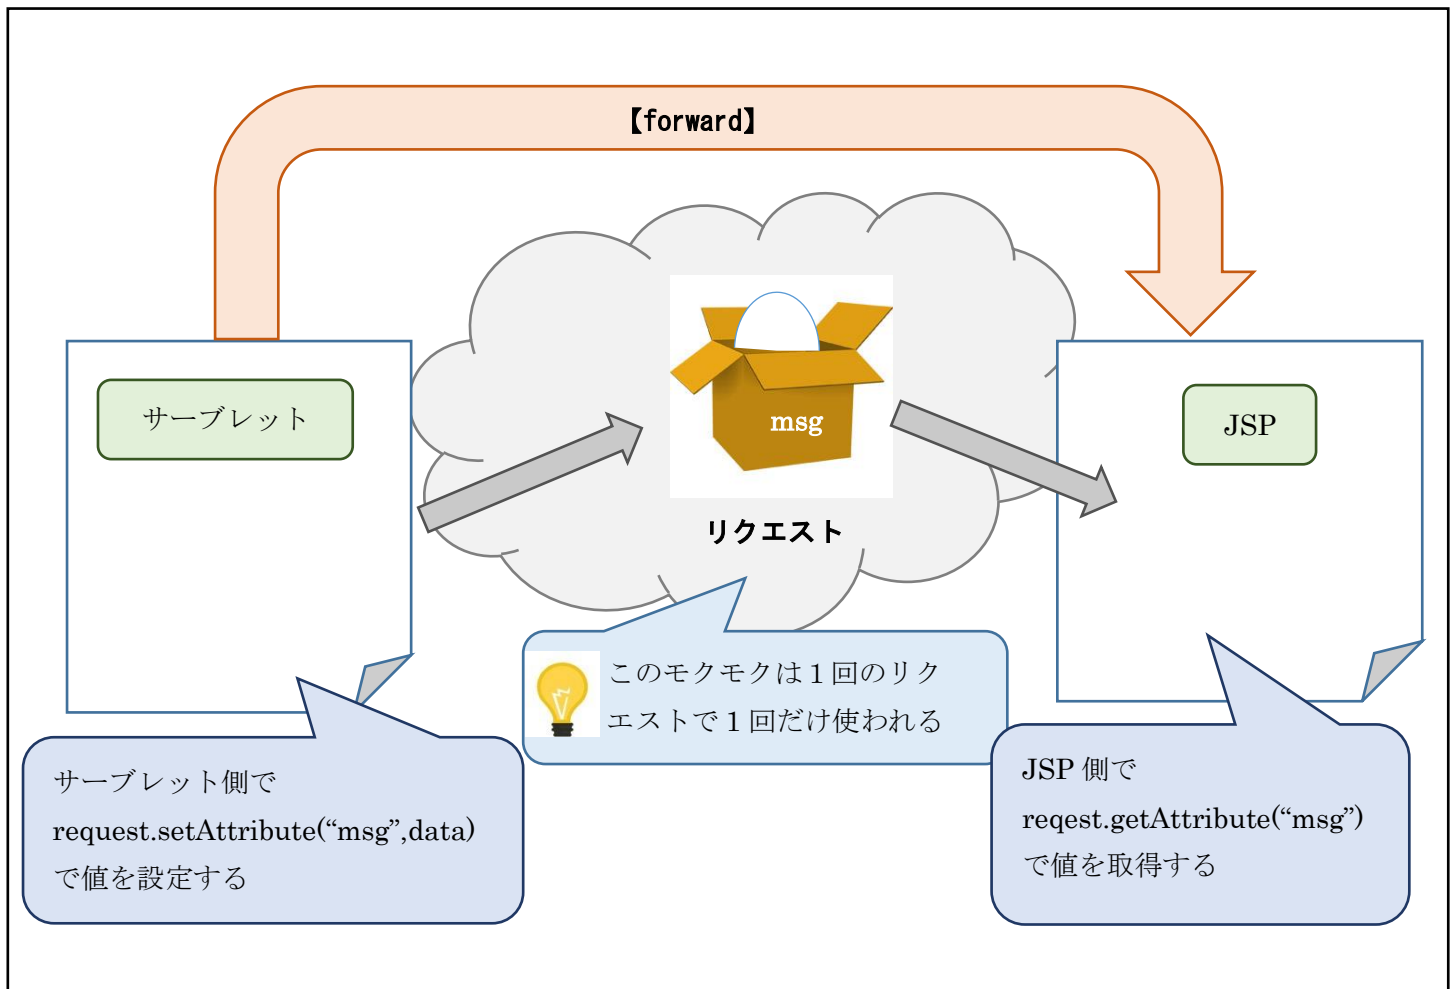 【forward】
サーブレット
msg
JSP
リクエスト
このモクモクは１回のリク
エストで１回だけ使われる
サーブレット側で
request.setAttribute(“msg”,data)
で値を設定する
JSP 側で
reqest.getAttribute(“msg”)
で値を取得する